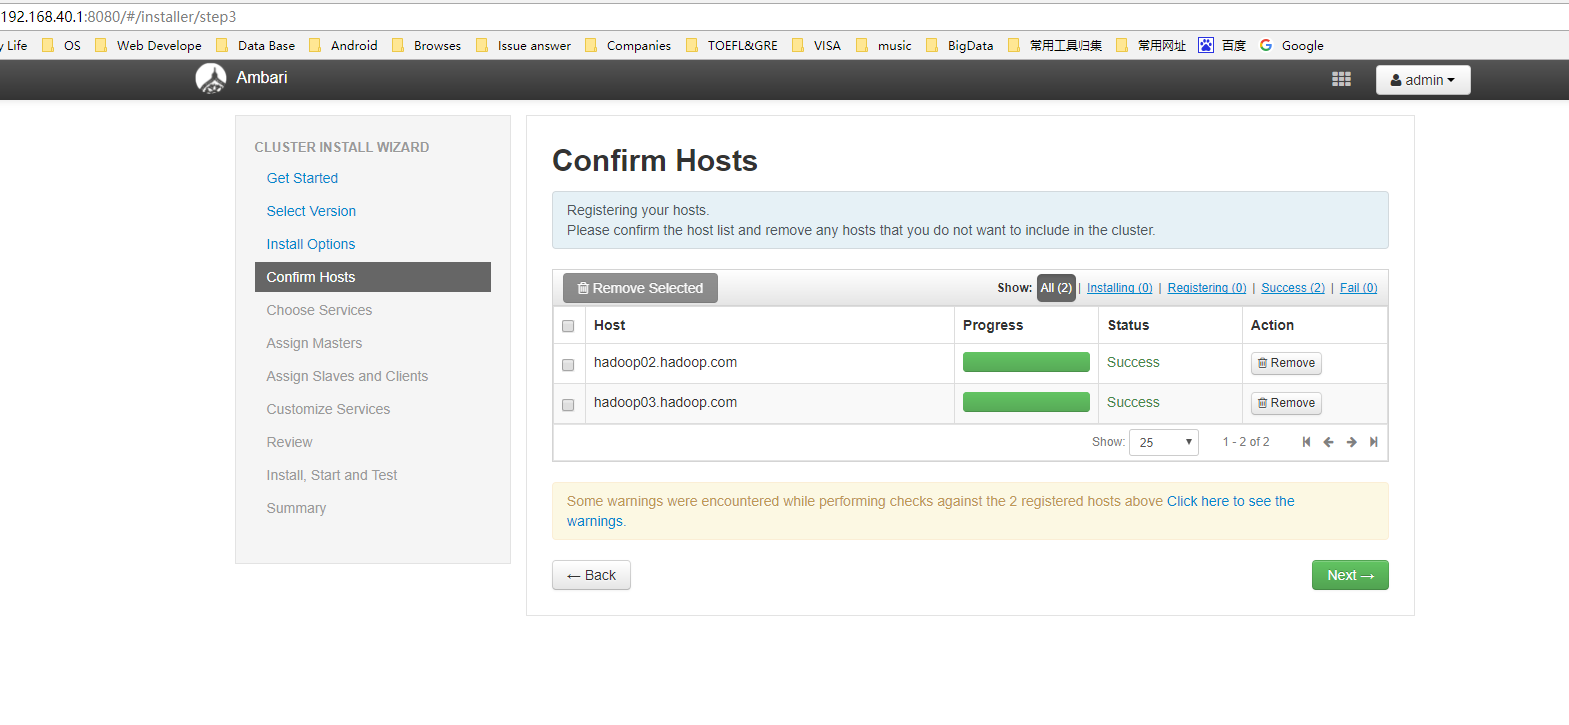 192.168.40.1:8080/#/installer/step3
y Life OS Web Develope Data Base Android Browses Issue answer Companies TOEFL&GRE VISA music BigData 常用工具归集 常用网址 百度 Google
Ambari admin
CLUSTER INSTALL WIZARD
Get Started
Select Version
Install Options
Confirm Hosts
Choose Services
Assign Masters
Assign Slaves and Clients
Customize Services
Review
Install, Start and Test
Summary
Confirm Hosts
Registering your hosts.
Please confirm the host list and remove any hosts that you do not want to include in the cluster.
Remove Selected Show: All (2) | Installing (0) | Registering (0) | Success (2) | Fail (0)
Host Progress Status Action
hadoop02.hadoop.com Success Remove
hadoop03.hadoop.com Success Remove
Show: 25 1 - 2 of 2
Some warnings were encountered while performing checks against the 2 registered hosts above Click here to see the
warnings.
← Back Next →